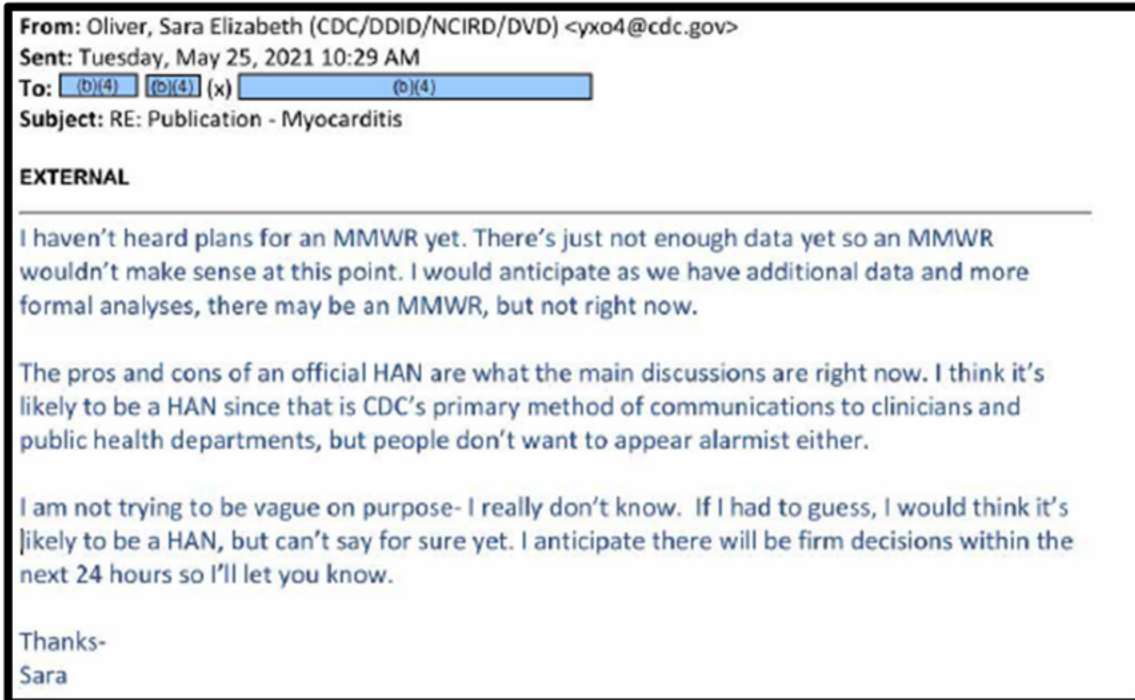 From: Oliver, Sara Elizabeth (CDC/DDID/NCIRD/DVD) <yxo4@cdc.gov>
Sent: Tuesday, May 25, 2021 10:29 AM
To: (b)(4) (b)(4) (x) (b)(4)
Subject: RE: Publication - Myocarditis
EXTERNAL
I haven't heard plans for an MMWR yet. There's just not enough data yet so an MMWR
wouldn't make sense at this point. I would anticipate as we have additional data and more
formal analyses, there may be an MMWR, but not right now.
The pros and cons of an official HAN are what the main discussions are right now. I think it's
likely to be a HAN since that is CDC's primary method of communications to clinicians and
public health departments, but people don't want to appear alarmist either.
I am not trying to be vague on purpose- I really don't know.  If I had to guess, I would think it's
likely to be a HAN, but can't say for sure yet. I anticipate there will be firm decisions within the
next 24 hours so I'll let you know.
Thanks-
Sara